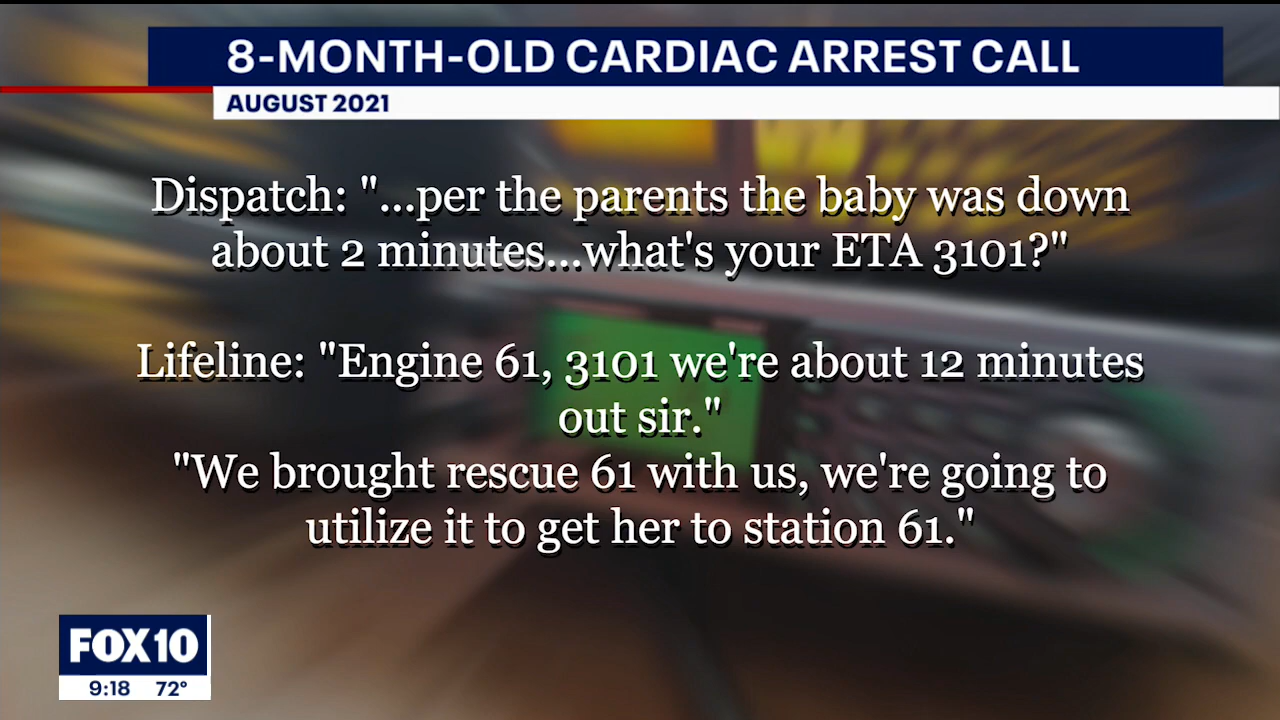 8-MONTH-OLD CARDIAC ARREST CALL
AUGUST 2021
Dispatch: "...per the parents the baby was down
about 2 minutes...what's your ETA 3101?"
Lifeline: "Engine 61, 3101 we're about 12 minutes
out sir."
"We brought rescue 61 with us, we're going to
utilize it to get her to station 61."
FOX10
9:18 72°